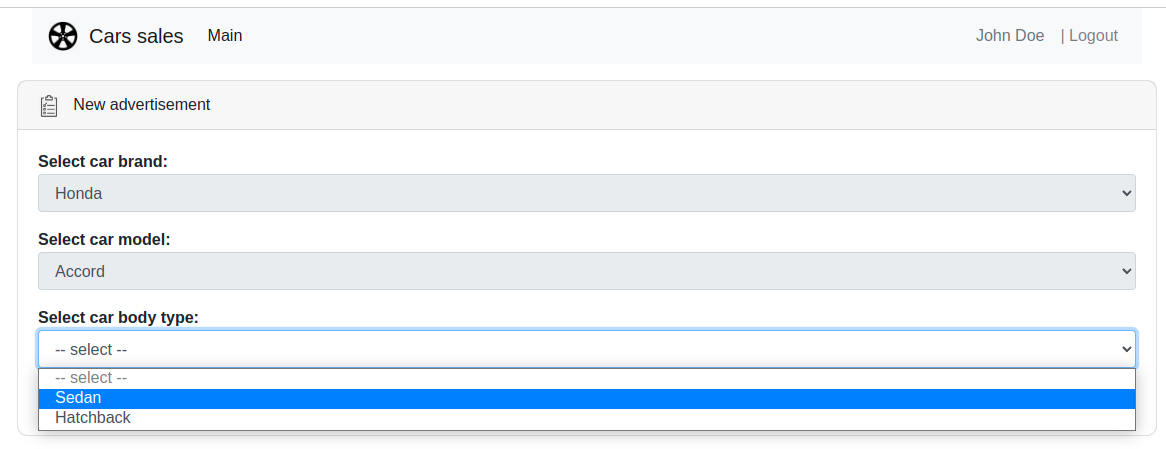 Cars sales Main John Doe | Logout
New advertisement
Select car brand:
Honda
Select car model:
Accord
Select car body type:
-- select --
-- select --
Sedan
Hatchback